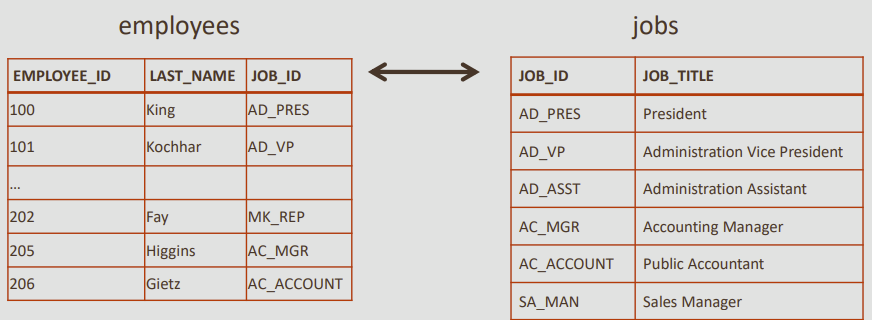 employees
EMPLOYEE_ID LAST_NAME JOB_ID
100 King AD_PRES
101 Kochhar AD_VP
...
202 Fay MK_REP
205 Higgins AC_MGR
206 Gietz AC_ACCOUNT
jobs
JOB_ID JOB_TITLE
AD_PRES President
AD_VP Administration Vice President
AD_ASST Administration Assistant
AC_MGR Accounting Manager
AC_ACCOUNT Public Accountant
SA_MAN Sales Manager